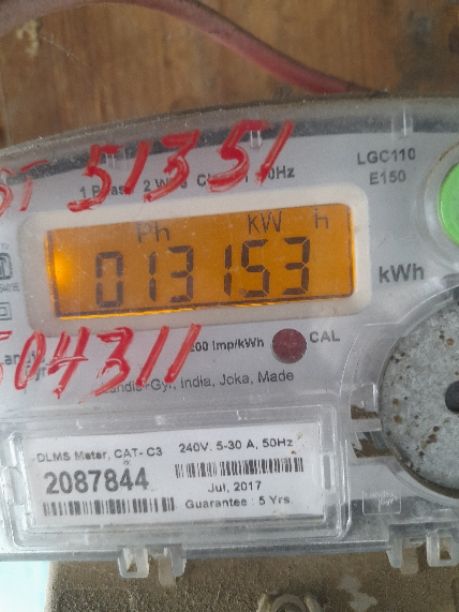 LGC110
E150
ST 51351
1 Phase 2 Wire
Ph kW h
013153
kWh
504311
200 Imp/kWh CAL
Landis+Gyr, India, Joka, Made
DLMS Meter, CAT- C3 240V. 5-30 A, 50Hz
2087844
Jul, 2017
Guarantee : 5 Yrs.